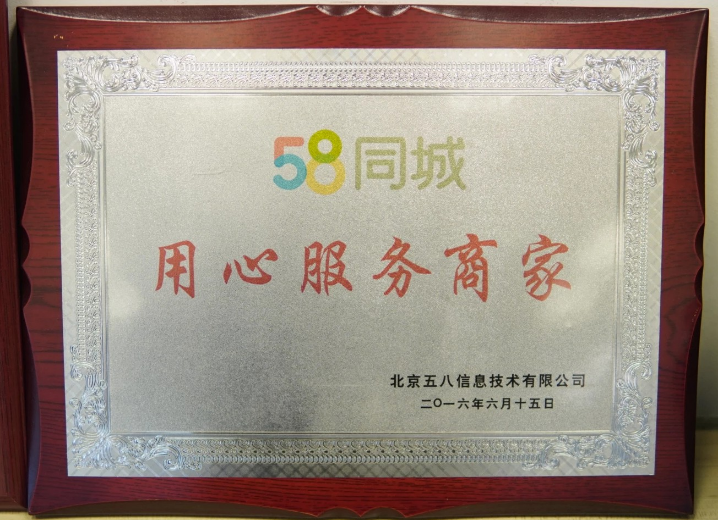 58同城
用心服务商家
北京五八信息技术有限公司
二〇一六年六月十五日